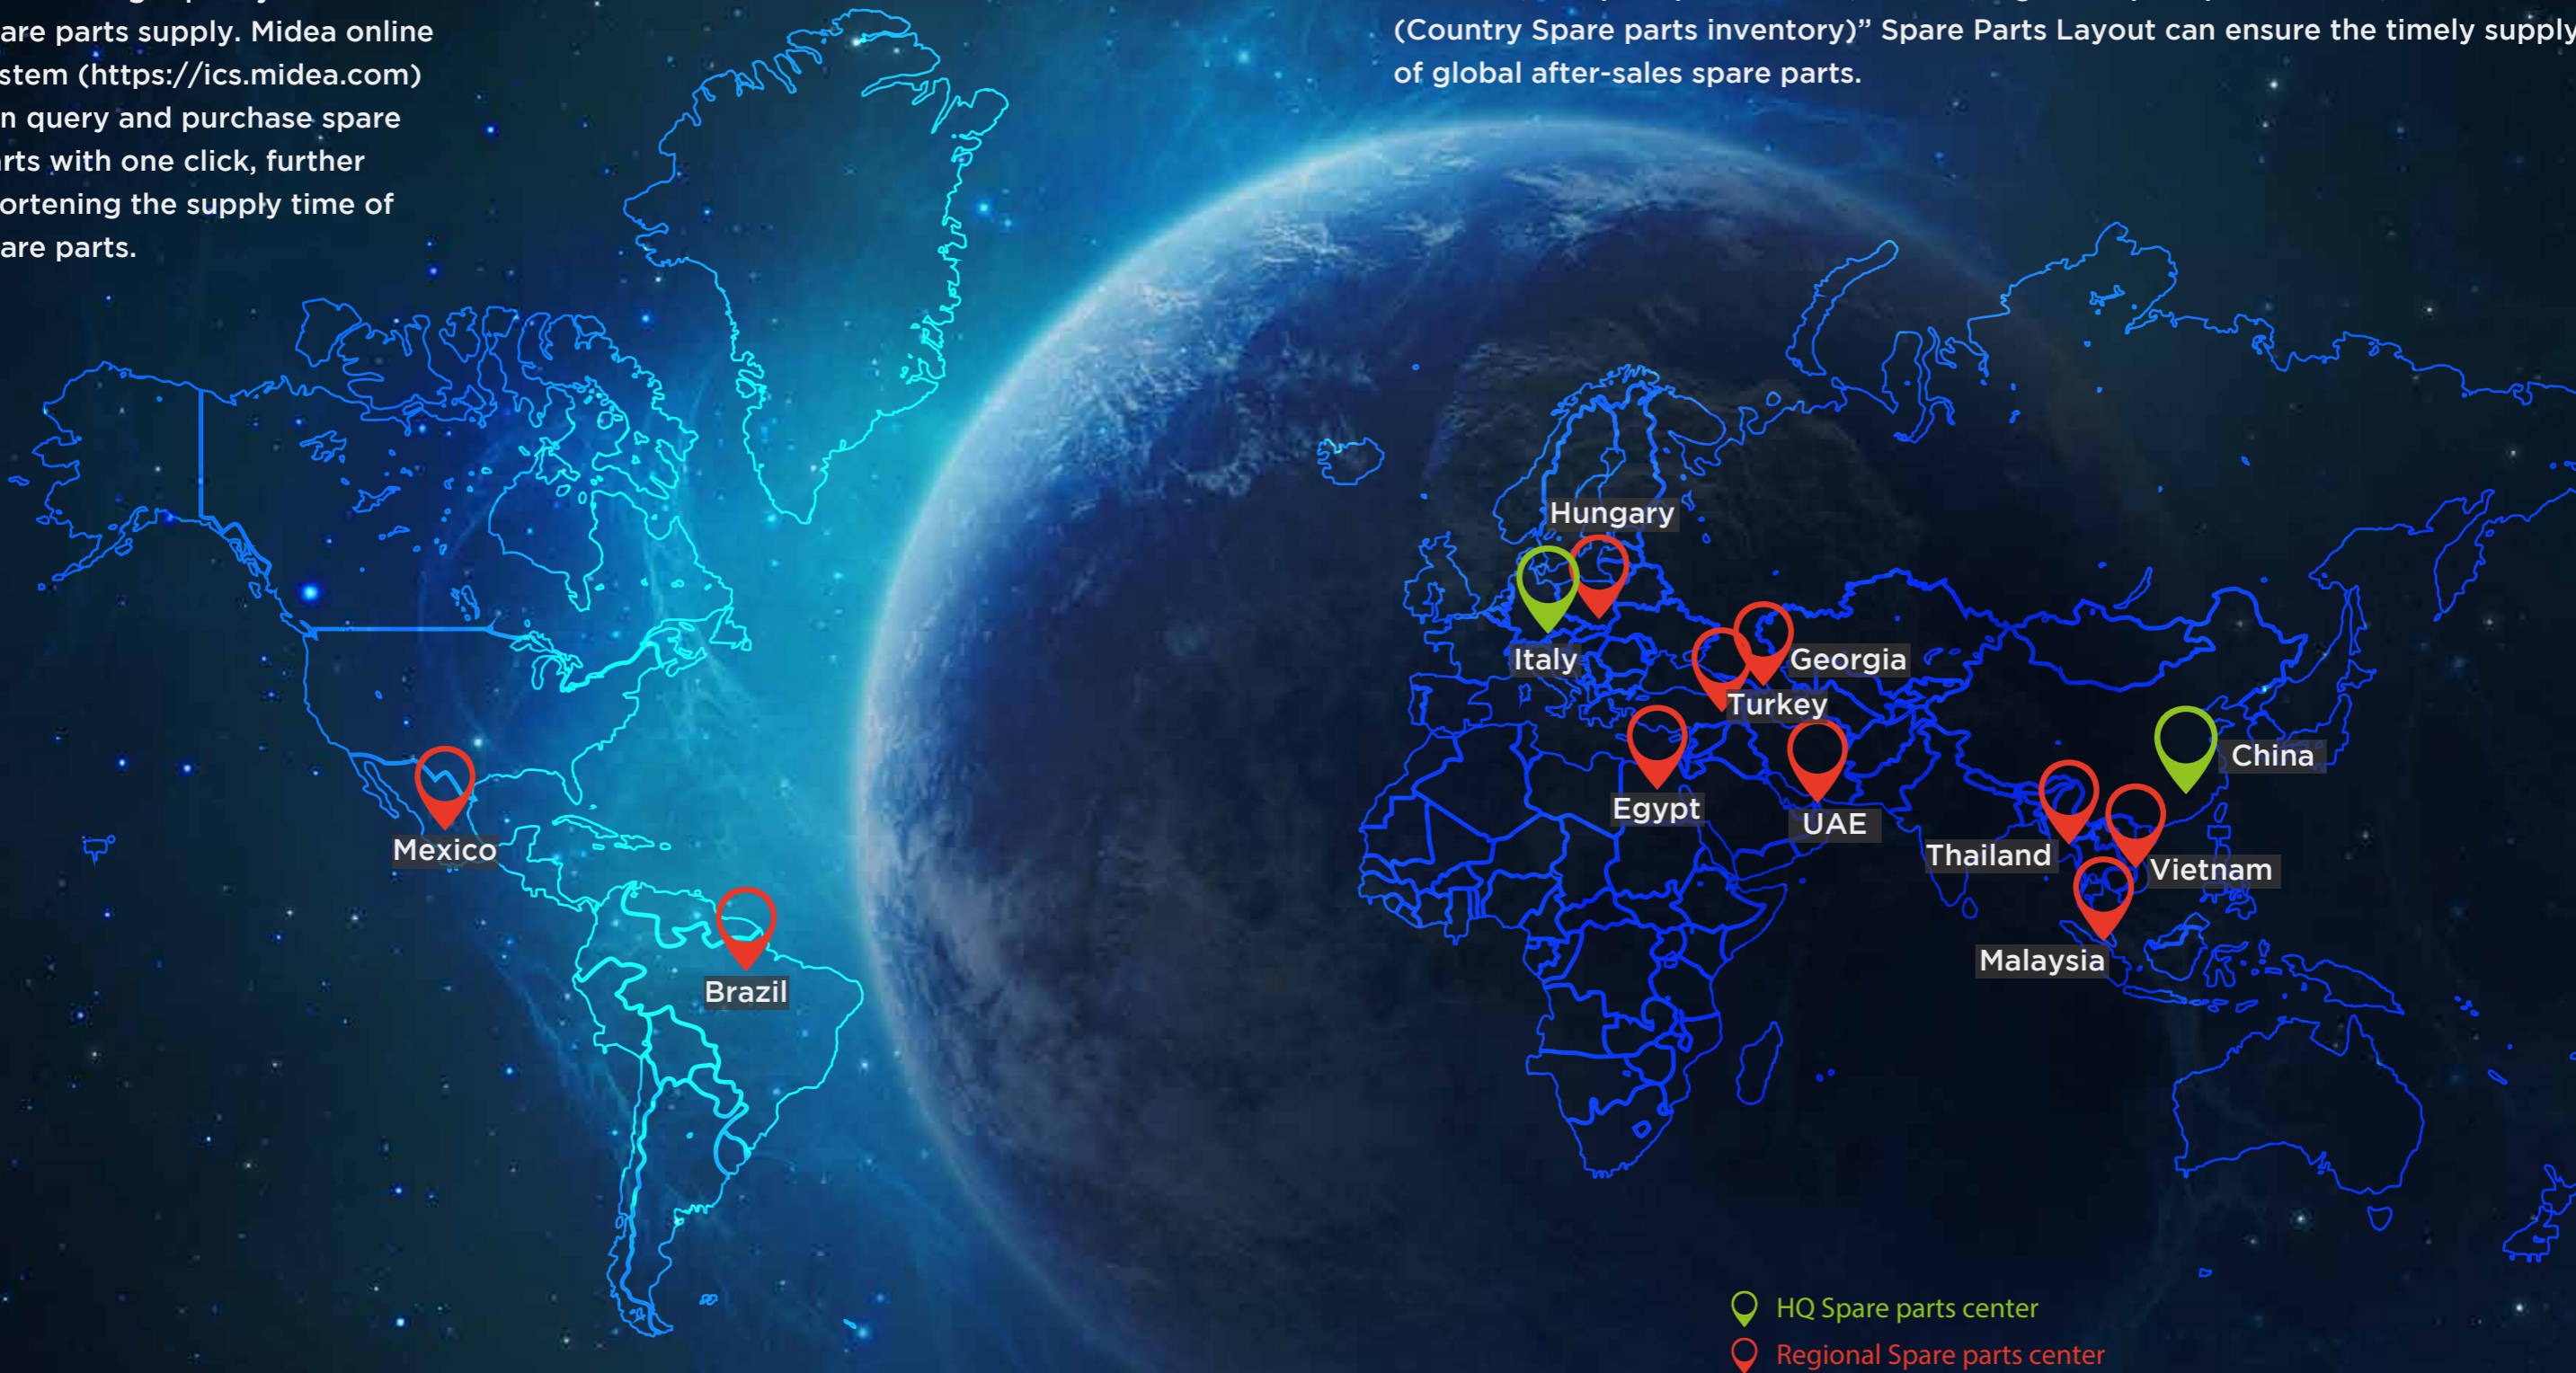 are parts supply. Midea online
stem (https://ics.midea.com)
n query and purchase spare
rts with one click, further
ortening the supply time of
are parts.
(Country Spare parts inventory)” Spare Parts Layout can ensure the timely supply
of global after-sales spare parts.
Hungary
Italy
Georgia
Turkey
Egypt
UAE
China
Thailand
Vietnam
Malaysia
Mexico
Brazil
HQ Spare parts center
Regional Spare parts center